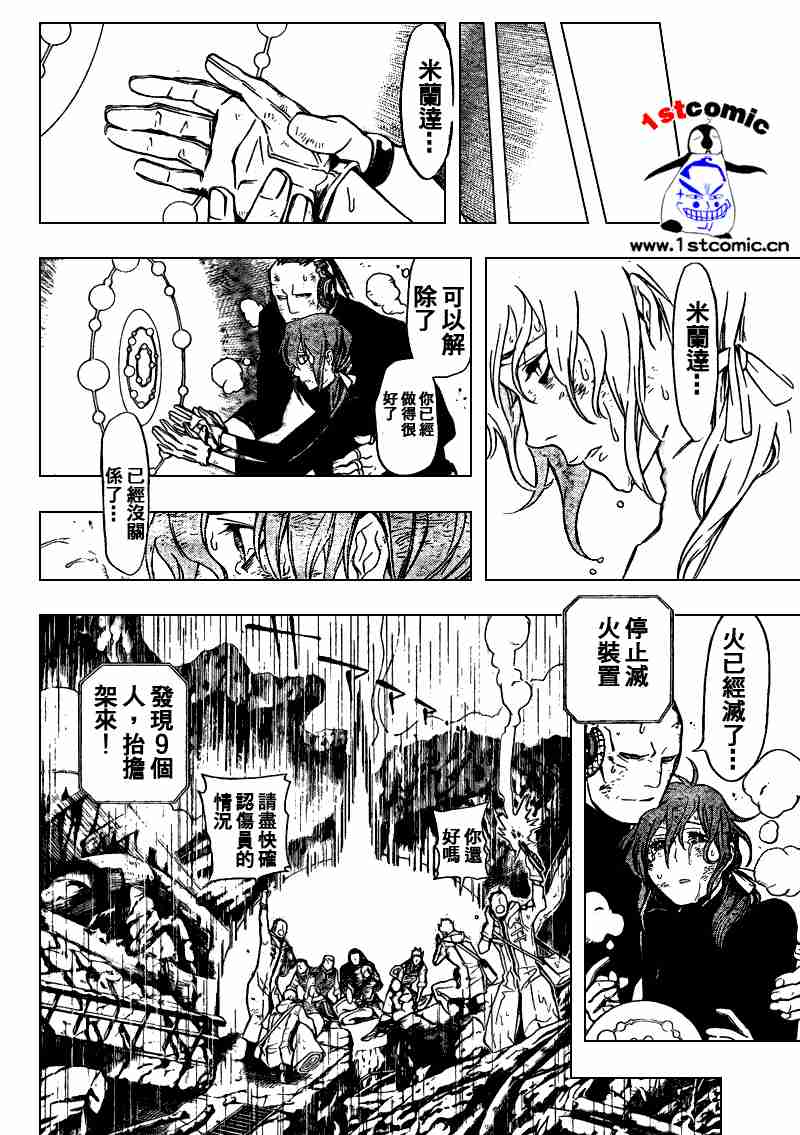 1stcomic
www.1stcomic.cn
米蘭達…
米蘭達…
可以解
除了
你已經
做得很
好了
已經沒關
係了…
火已經滅了…
停止滅
火裝置
你還
好嗎
請盡快確
認傷員的
情況
發現9個
人，抬擔
架來！